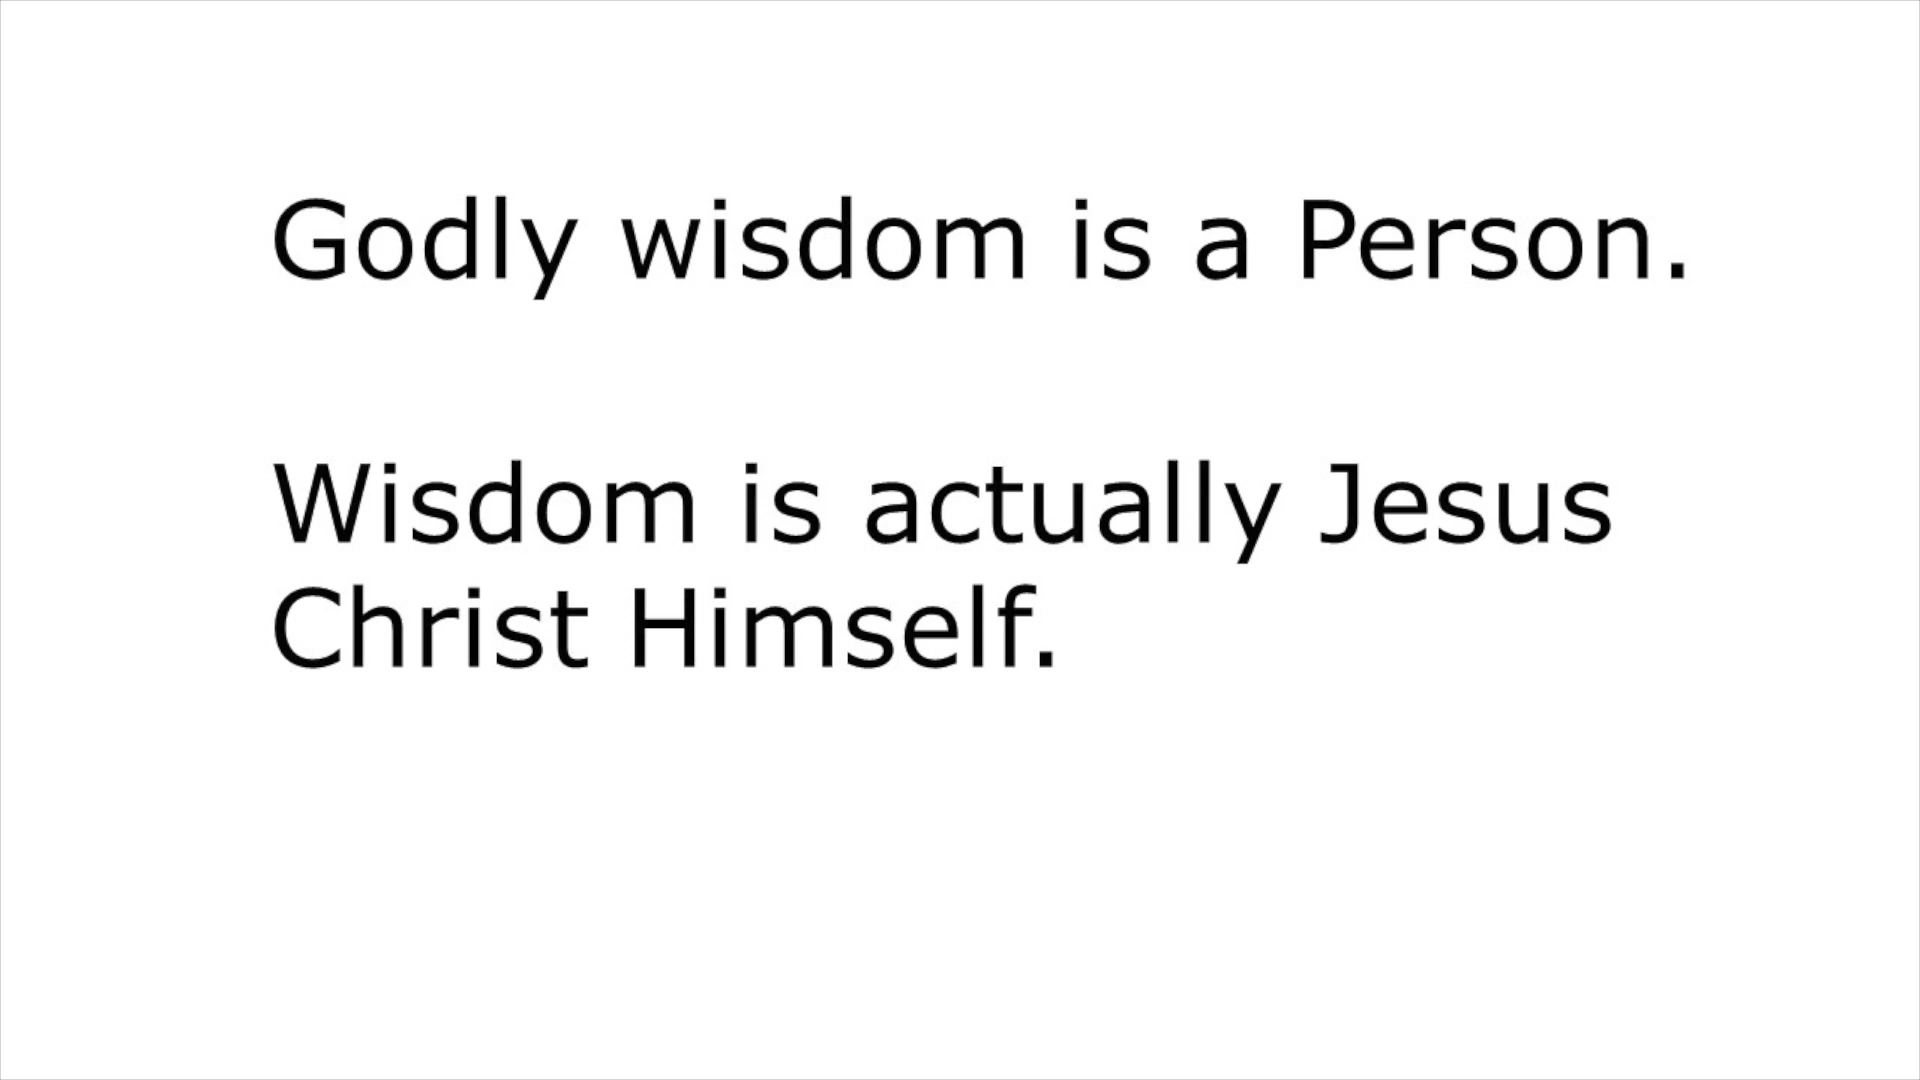 Godly wisdom is a Person.
Wisdom is actually Jesus
Christ Himself.